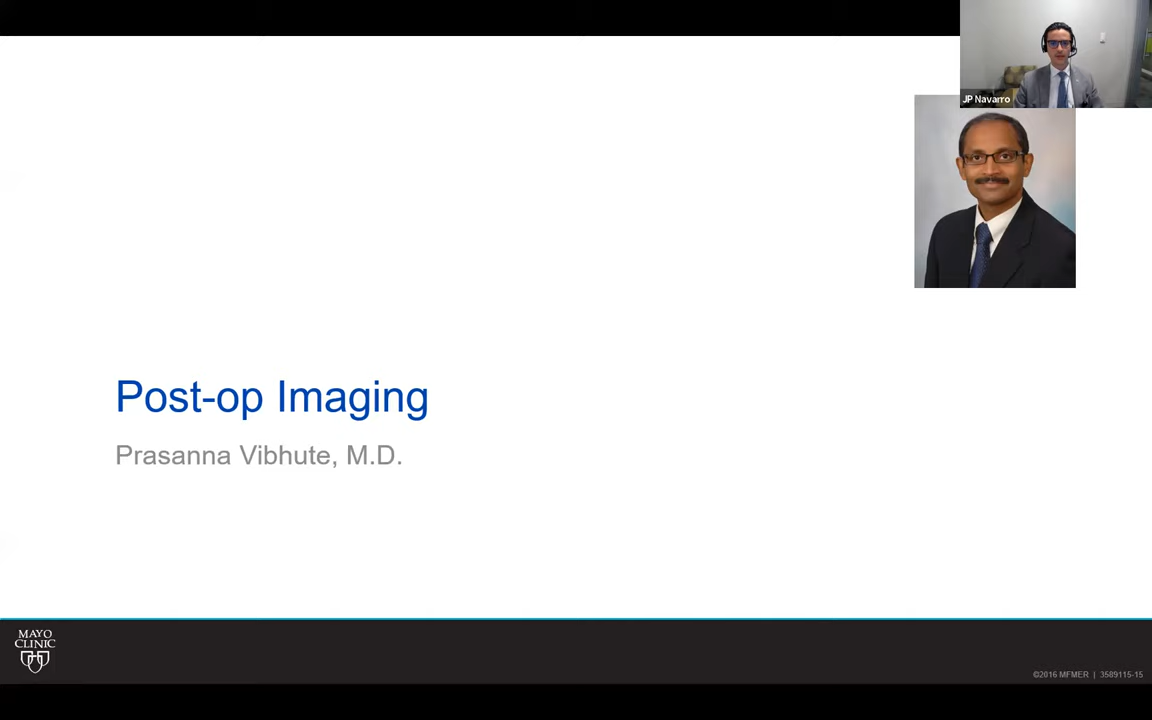 JP Navarro
Post-op Imaging
Prasanna Vibhute, M.D.
MAYO
CLINIC
©2016 MFMER | 3589115-15